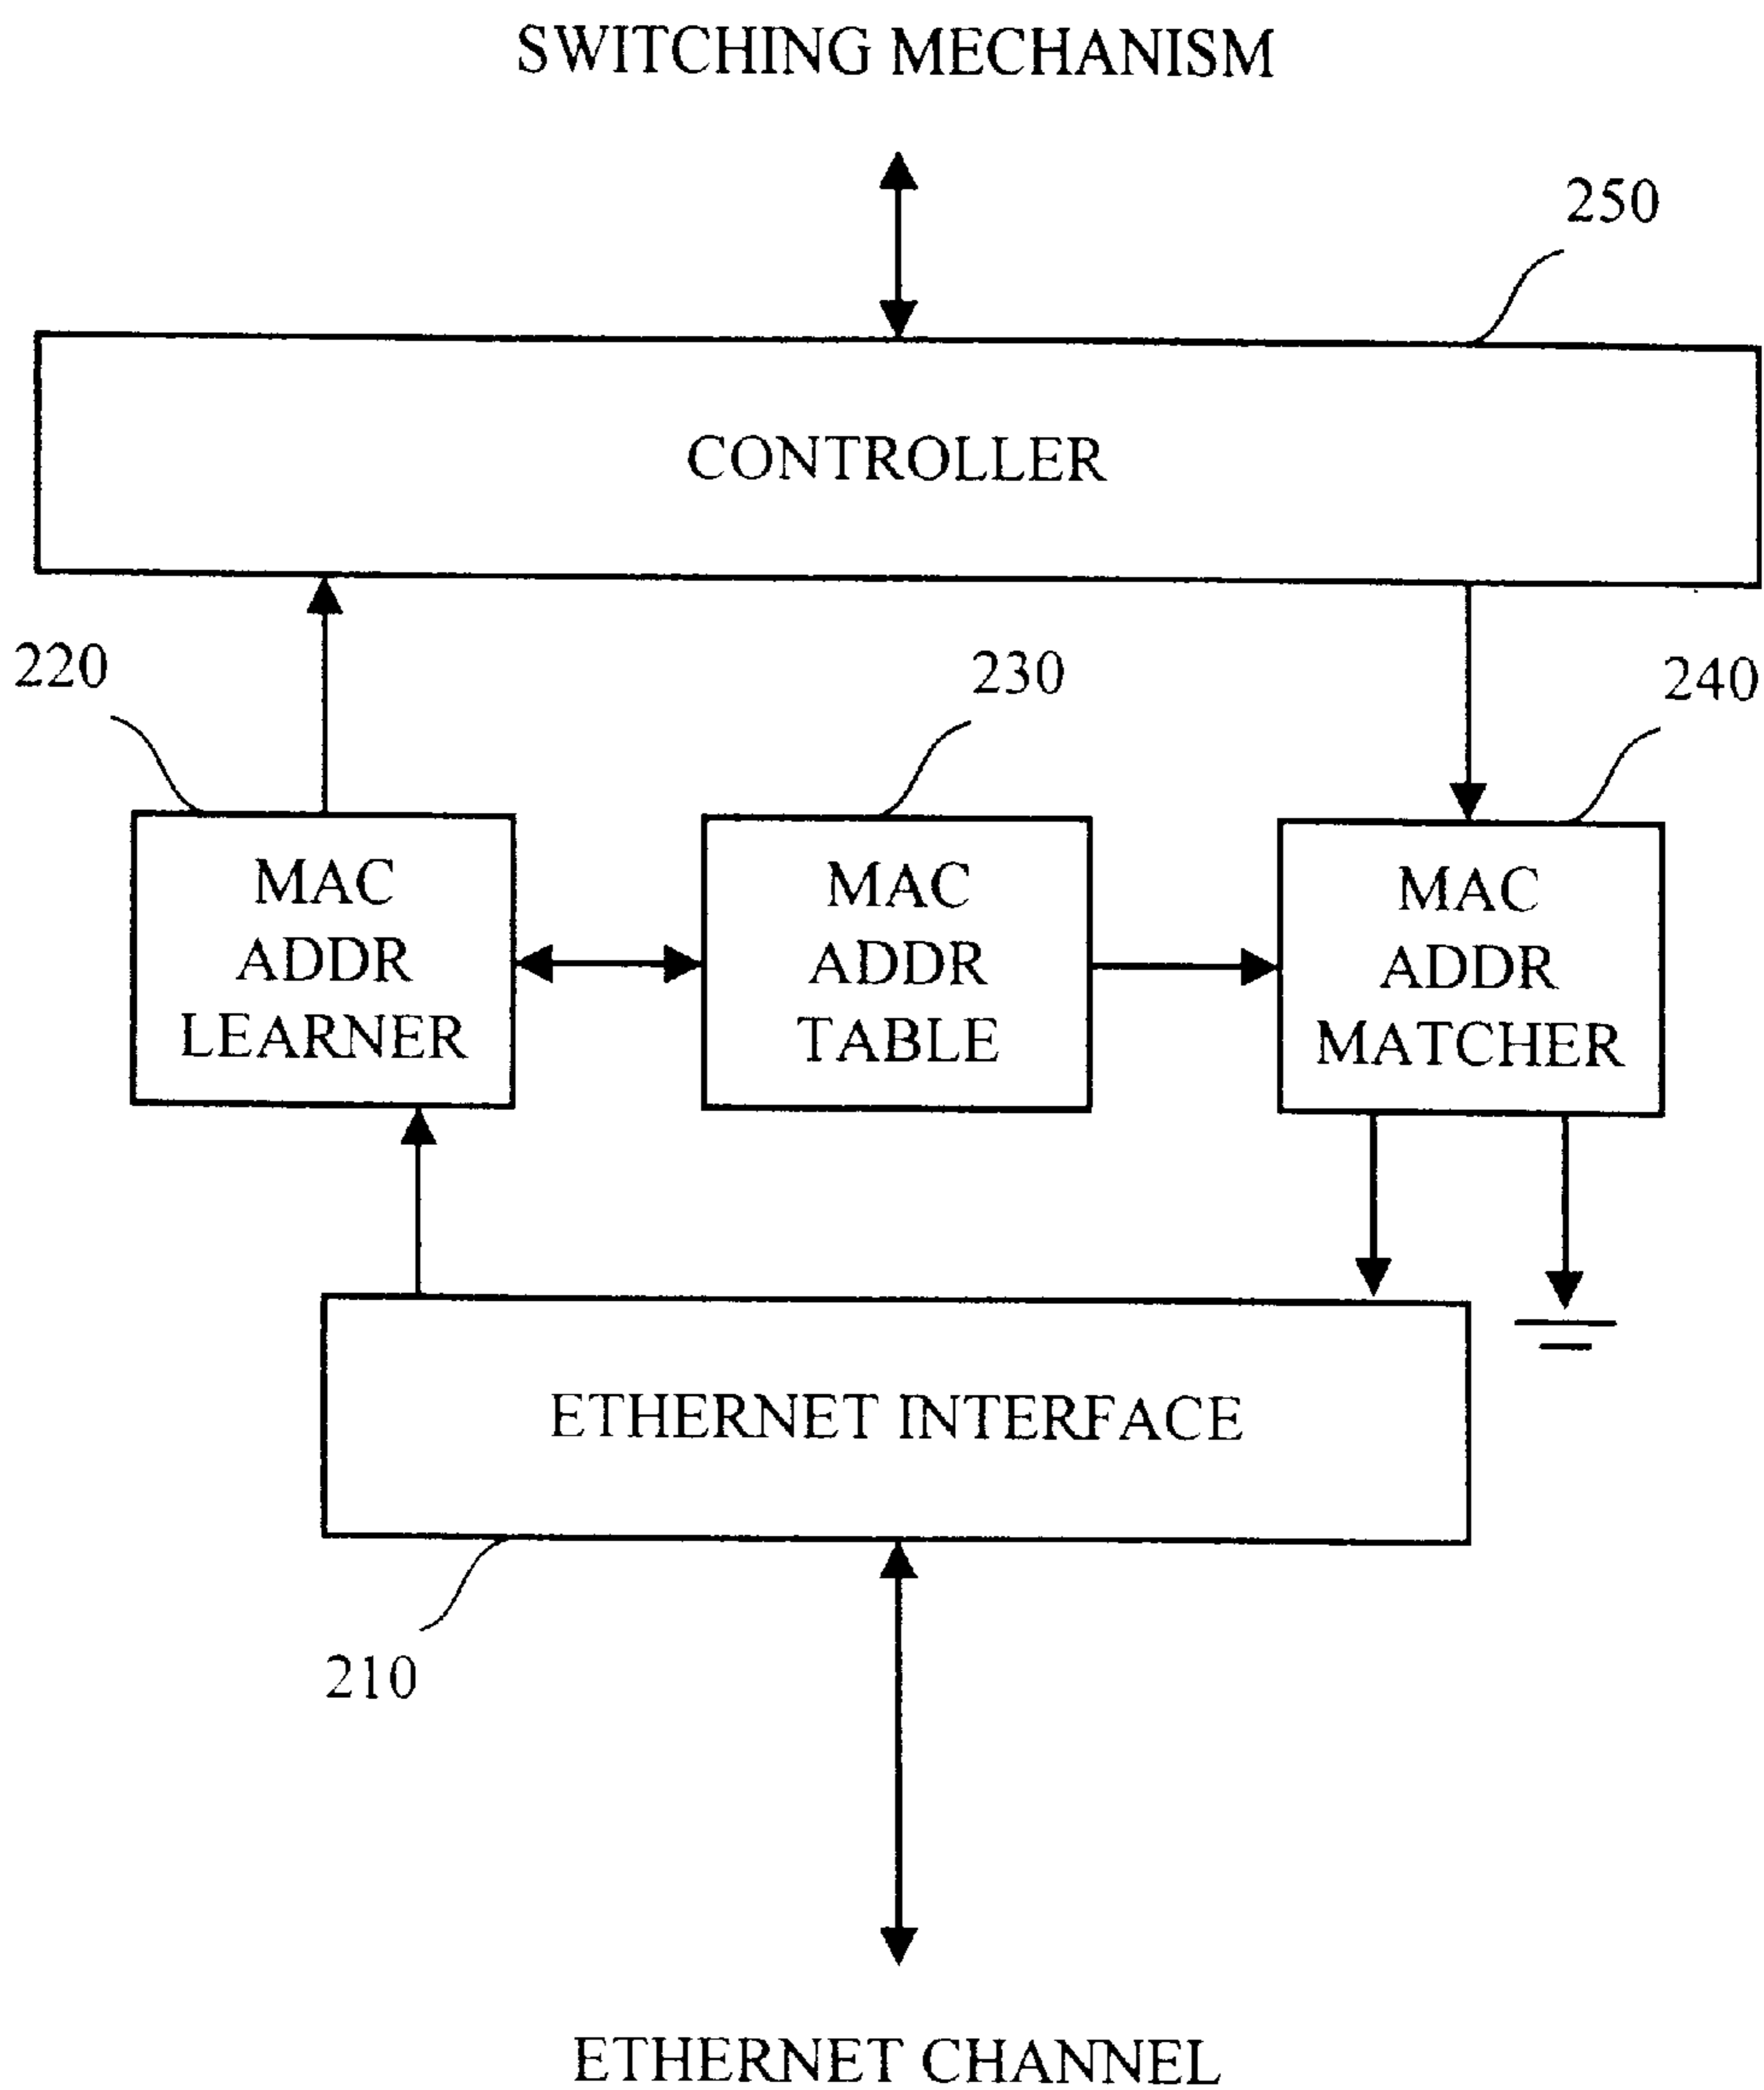 SWITCHING MECHANISM
250
CONTROLLER
220
230
240
MAC
ADDR
LEARNER
MAC
ADDR
TABLE
MAC
ADDR
MATCHER
ETHERNET INTERFACE
210
ETHERNET CHANNEL